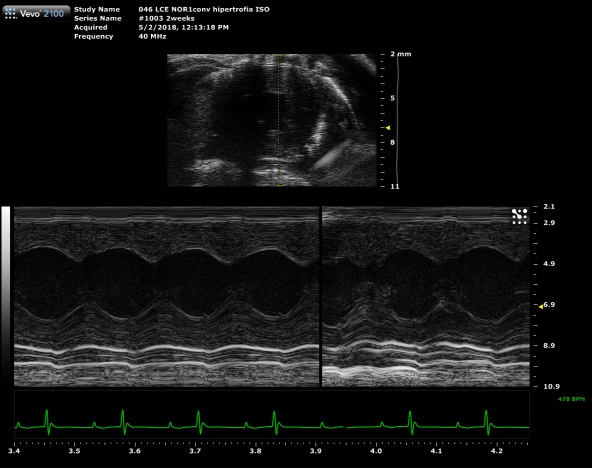 Vevo 2100
Study Name 046 LCE NOR1conv hipertrofia ISO
Series Name #1003 2weeks
Acquired 5/2/2018, 12:13:18 PM
Frequency 40 MHz
2 mm
5
8
11
2.1
2.9
4.9
6.9
8.9
10.9
478 BPM
3.4 3.5 3.6 3.7 3.8 3.9 4.0 4.1 4.2